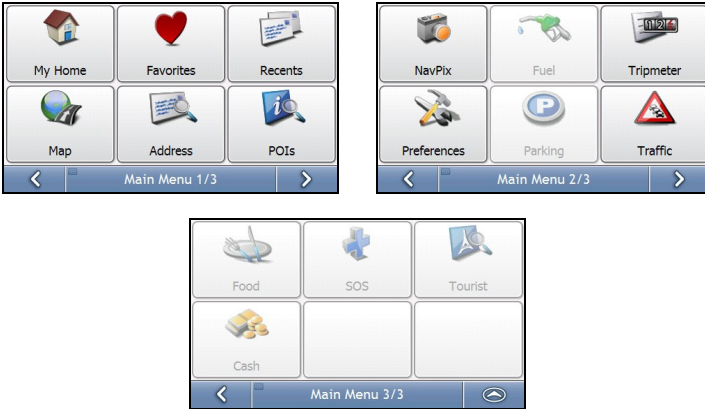 My Home Favorites Recents
Map Address POIs
Main Menu 1/3
NavPix Fuel Tripmeter
Preferences Parking Traffic
Main Menu 2/3
Food SOS Tourist
Cash
Main Menu 3/3